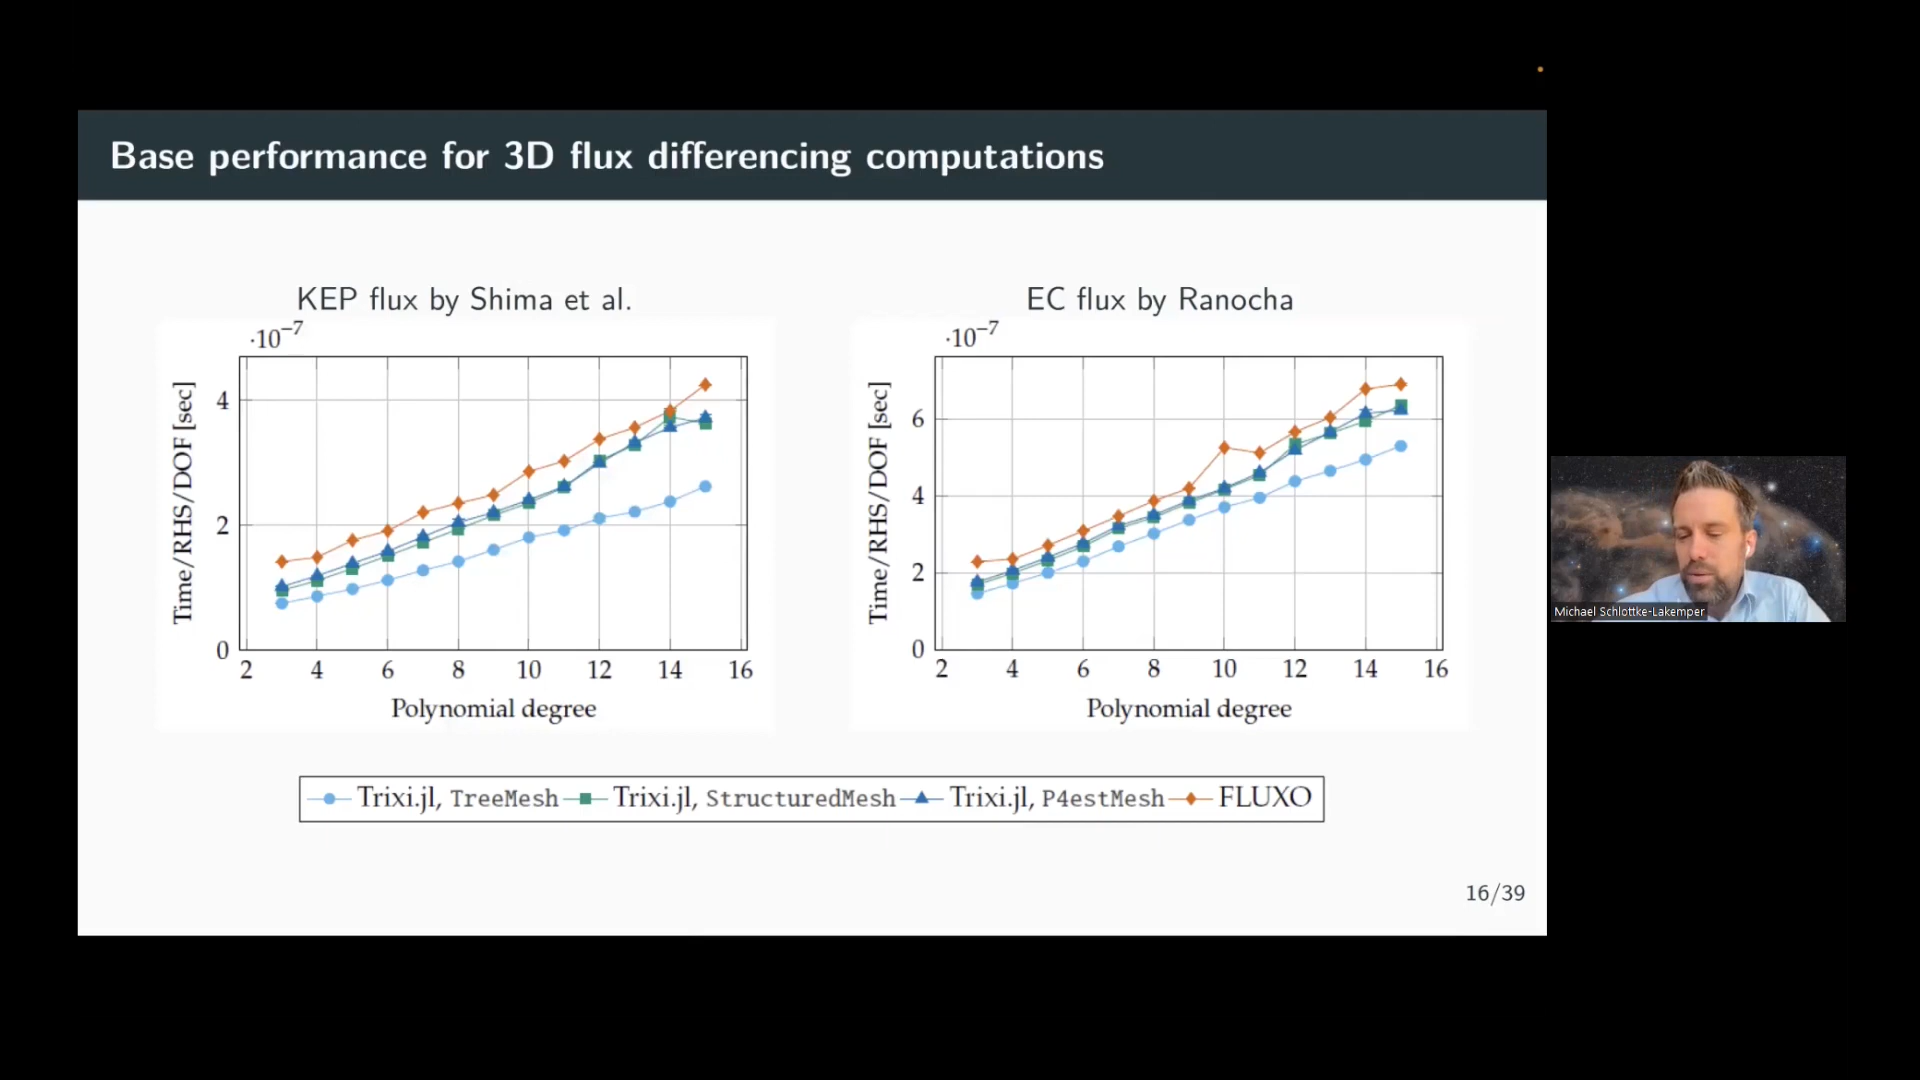 Base performance for 3D flux differencing computations
KEP flux by Shima et al.
·10⁻⁷
Time/RHS/DOF [sec]
4
2
0
2 4 6 8 10 12 14 16
Polynomial degree
EC flux by Ranocha
·10⁻⁷
Time/RHS/DOF [sec]
6
4
2
0
2 4 6 8 10 12 14 16
Polynomial degree
Trixi.jl, TreeMesh Trixi.jl, StructuredMesh Trixi.jl, P4estMesh FLUXO
16/39
Michael Schlottke-Lakemper